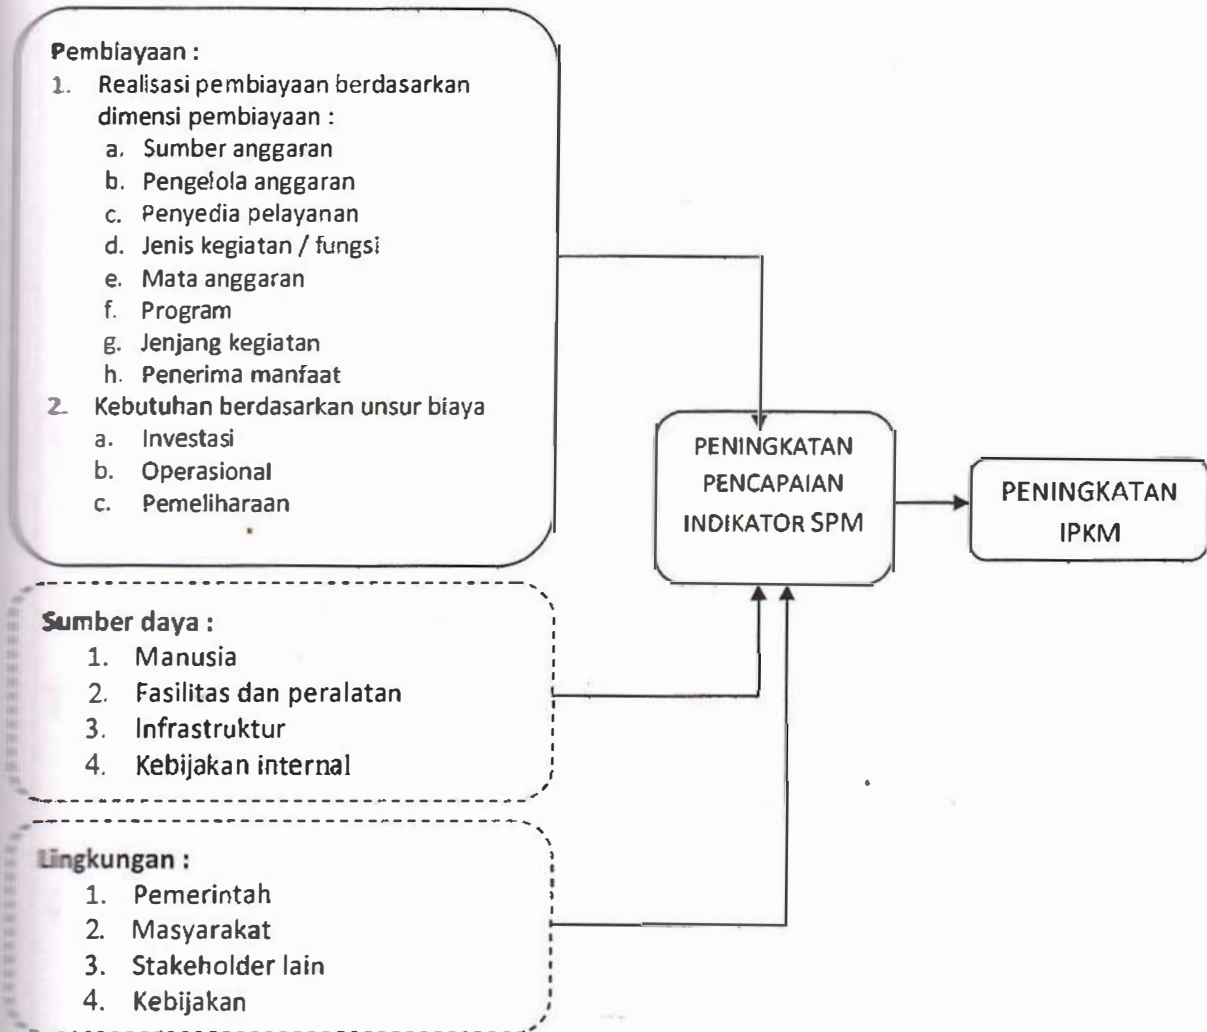 Pembiayaan :
1. Realisasi pembiayaan berdasarkan
dimensi pembiayaan :
a. Sumber anggaran
b. Pengelola anggaran
c. Penyedia pelayanan
d. Jenis kegiatan / fungsi
e. Mata anggaran
f. Program
g. Jenjang kegiatan
h. Penerima manfaat
2. Kebutuhan berdasarkan unsur biaya
a. Investasi
b. Operasional
c. Pemeliharaan
PENINGKATAN
PENCAPAIAN
INDIKATOR SPM
PENINGKATAN
IPKM
Sumber daya :
1. Manusia
2. Fasilitas dan peralatan
3. Infrastruktur
4. Kebijakan internal
Lingkungan :
1. Pemerintah
2. Masyarakat
3. Stakeholder lain
4. Kebijakan